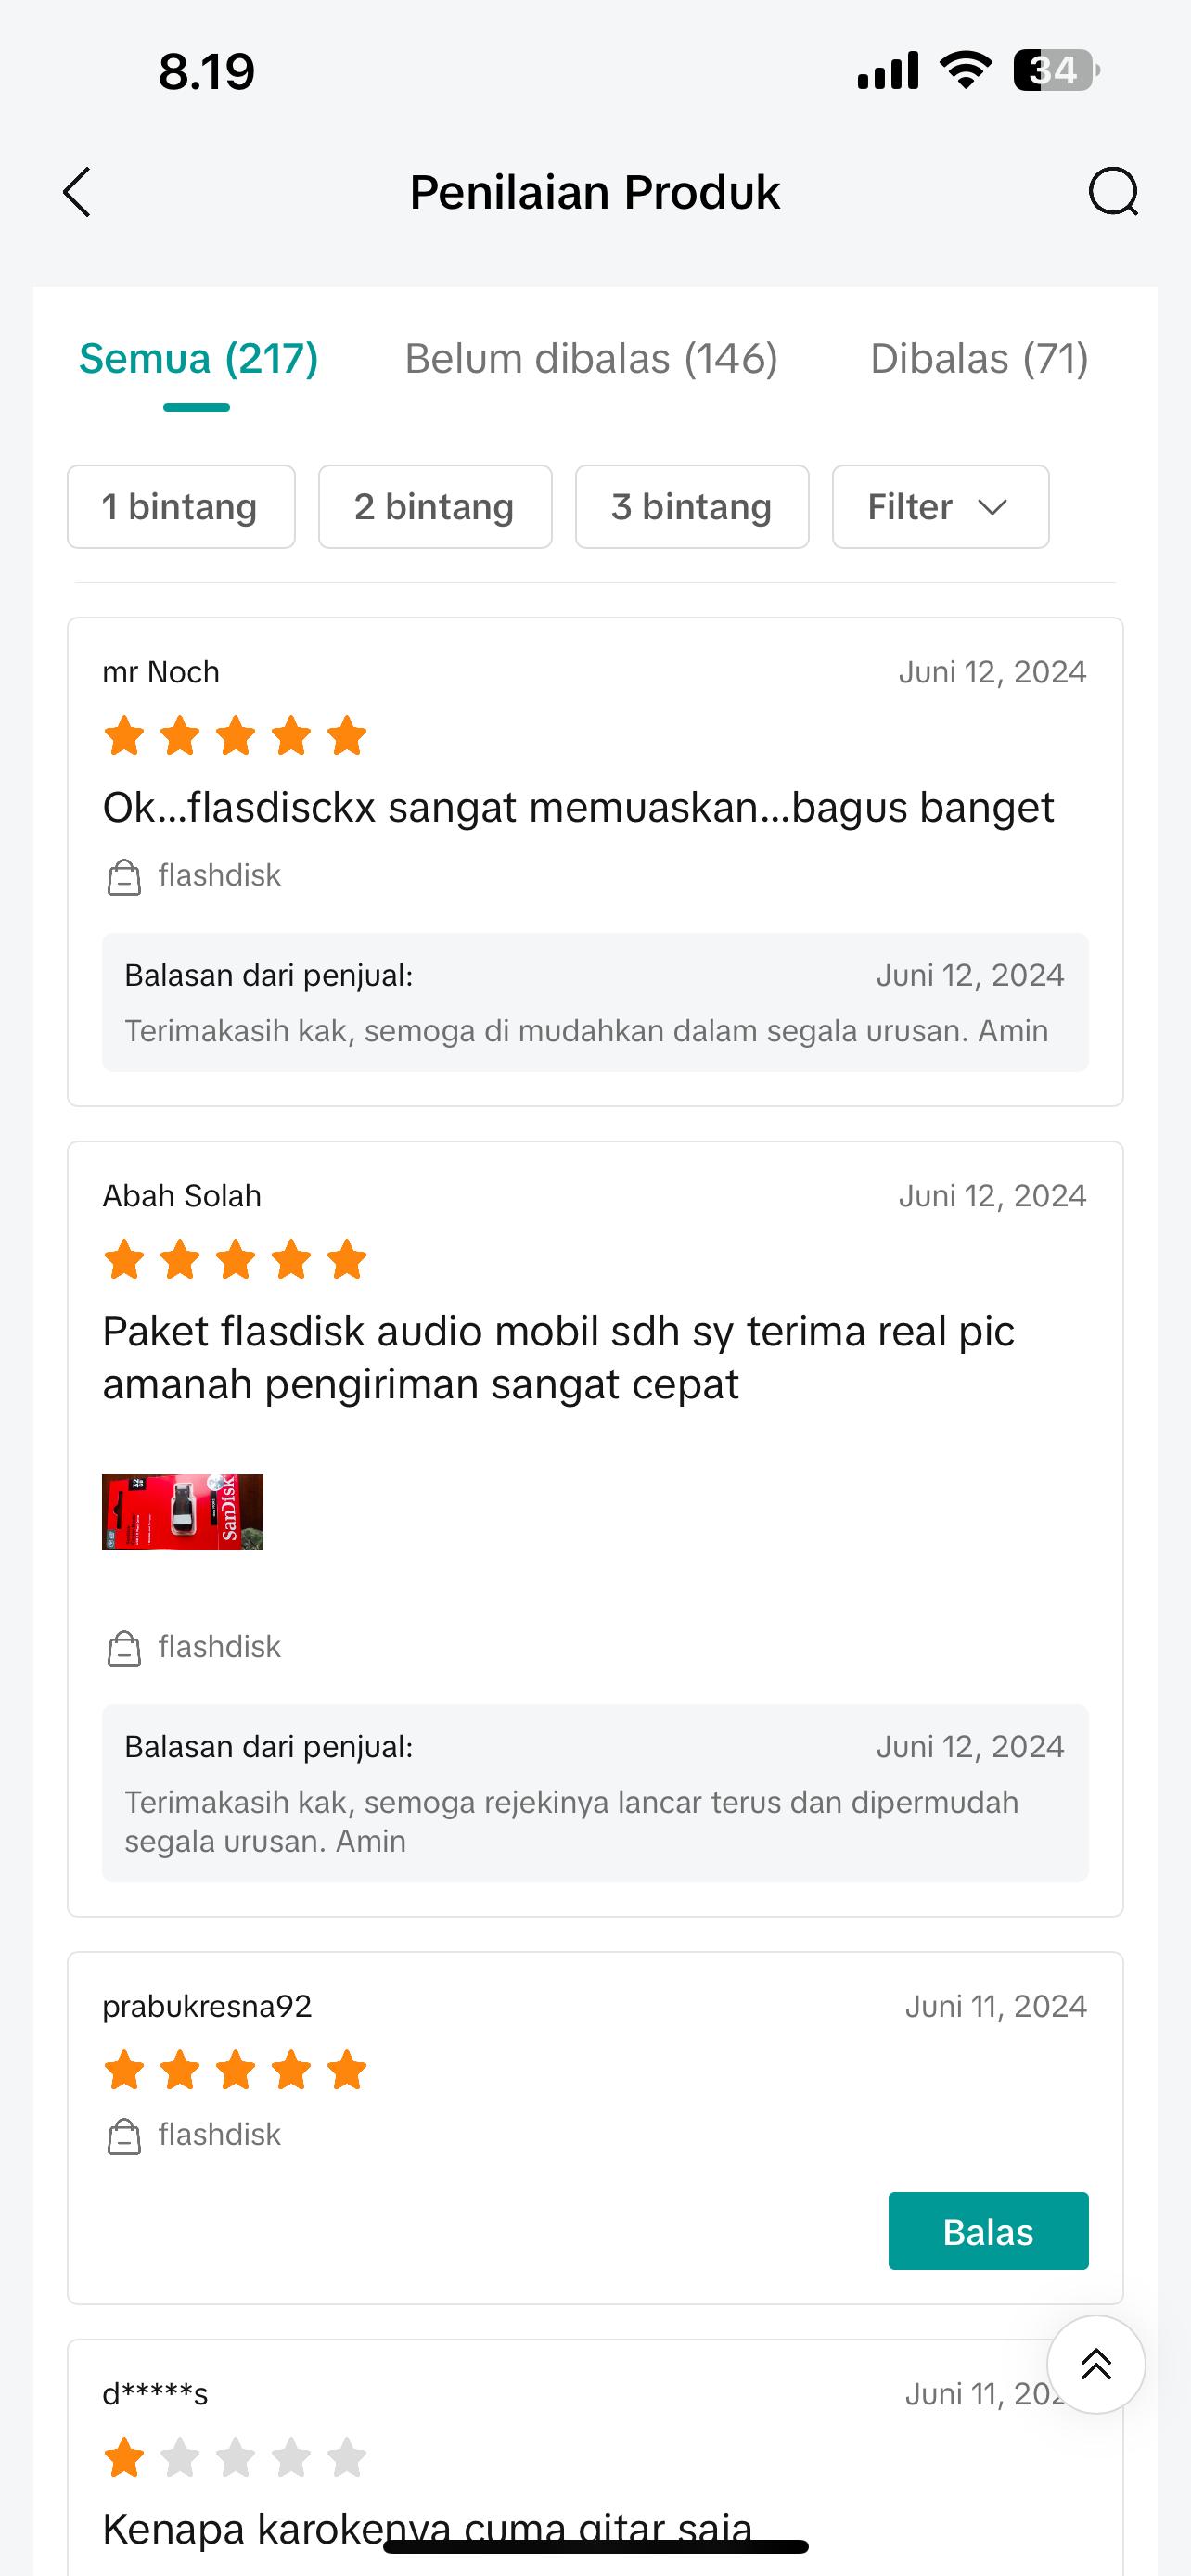 8.19
34
Penilaian Produk
Semua (217)
Belum dibalas (146)
Dibalas (71)
1 bintang
2 bintang
3 bintang
Filter
mr Noch
Juni 12, 2024
Ok...flasdisckx sangat memuaskan...bagus banget
flashdisk
Balasan dari penjual:
Juni 12, 2024
Terimakasih kak, semoga di mudahkan dalam segala urusan. Amin
Abah Solah
Juni 12, 2024
Paket flasdisk audio mobil sdh sy terima real pic
amanah pengiriman sangat cepat
SanDisk
flashdisk
Balasan dari penjual:
Juni 12, 2024
Terimakasih kak, semoga rejekinya lancar terus dan dipermudah
segala urusan. Amin
prabukresna92
Juni 11, 2024
flashdisk
Balas
d*****s
Juni 11, 202
Kenapa karokenya cuma gitar saja